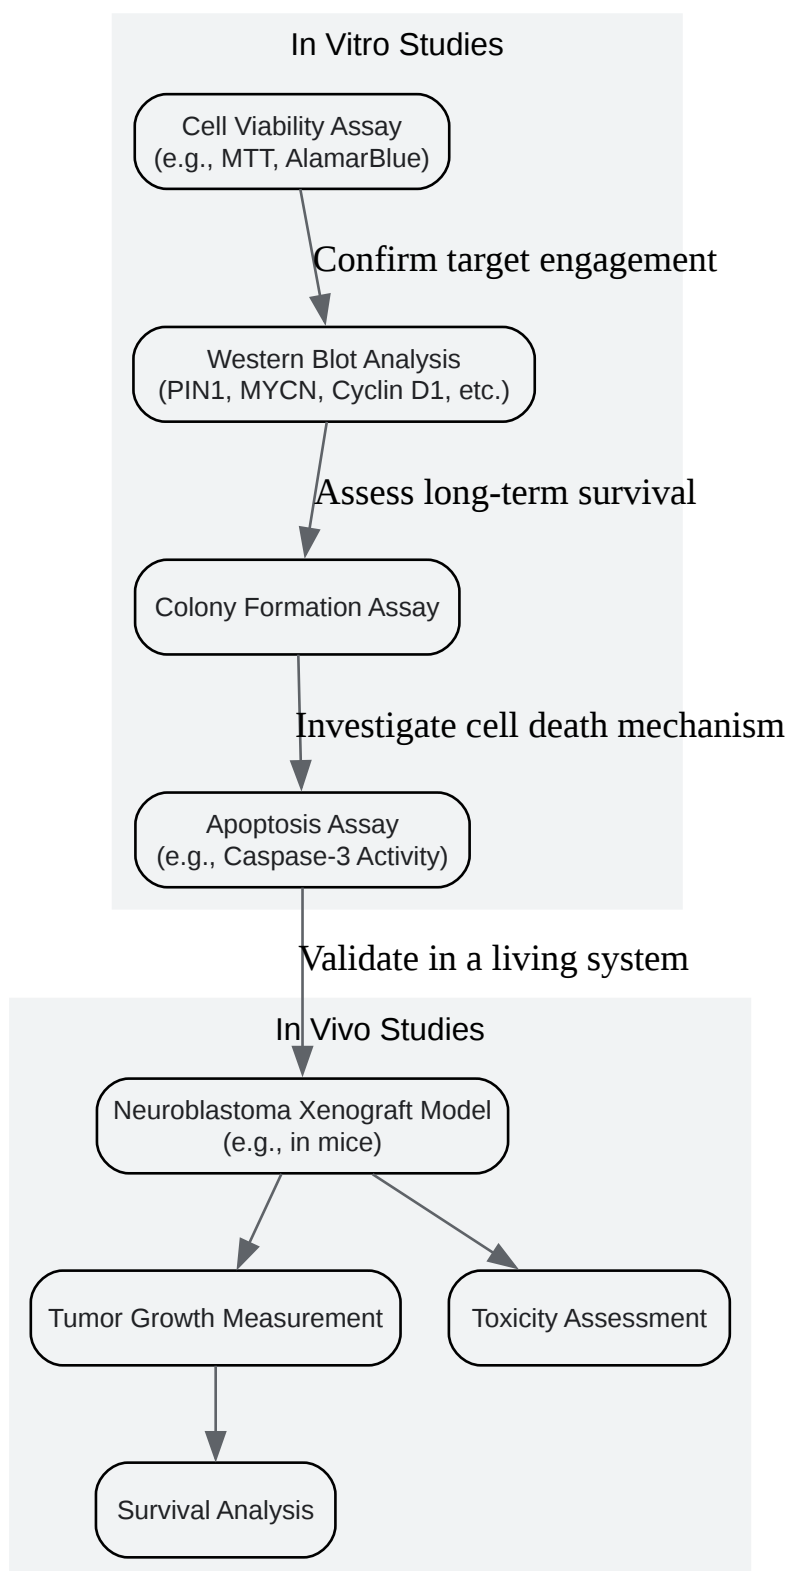 In Vitro Studies
Cell Viability Assay
(e.g., MTT, AlamarBlue)
Confirm target engagement
Western Blot Analysis
(PIN1, MYCN, Cyclin D1, etc.)
Assess long-term survival
Colony Formation Assay
Investigate cell death mechanism
Apoptosis Assay
(e.g., Caspase-3 Activity)
Validate in a living system
In Vivo Studies
Neuroblastoma Xenograft Model
(e.g., in mice)
Tumor Growth Measurement
Toxicity Assessment
Survival Analysis